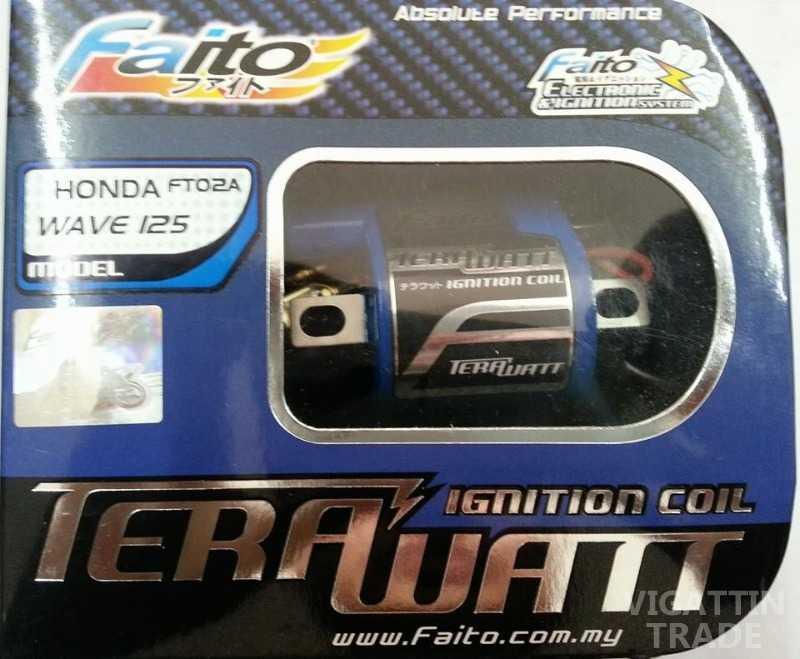 Absolute Performance
Faito
ファイト
Faito
ELECTRONIC
& IGNITION SYSTEM
HONDA FT02A
WAVE 125
MODEL
Faito
TERAWATT
テラワット IGNITION COIL
TERAWATT
IGNITION COIL
TERAWATT
www.Faito.com.my
VIGATTIN
TRADE